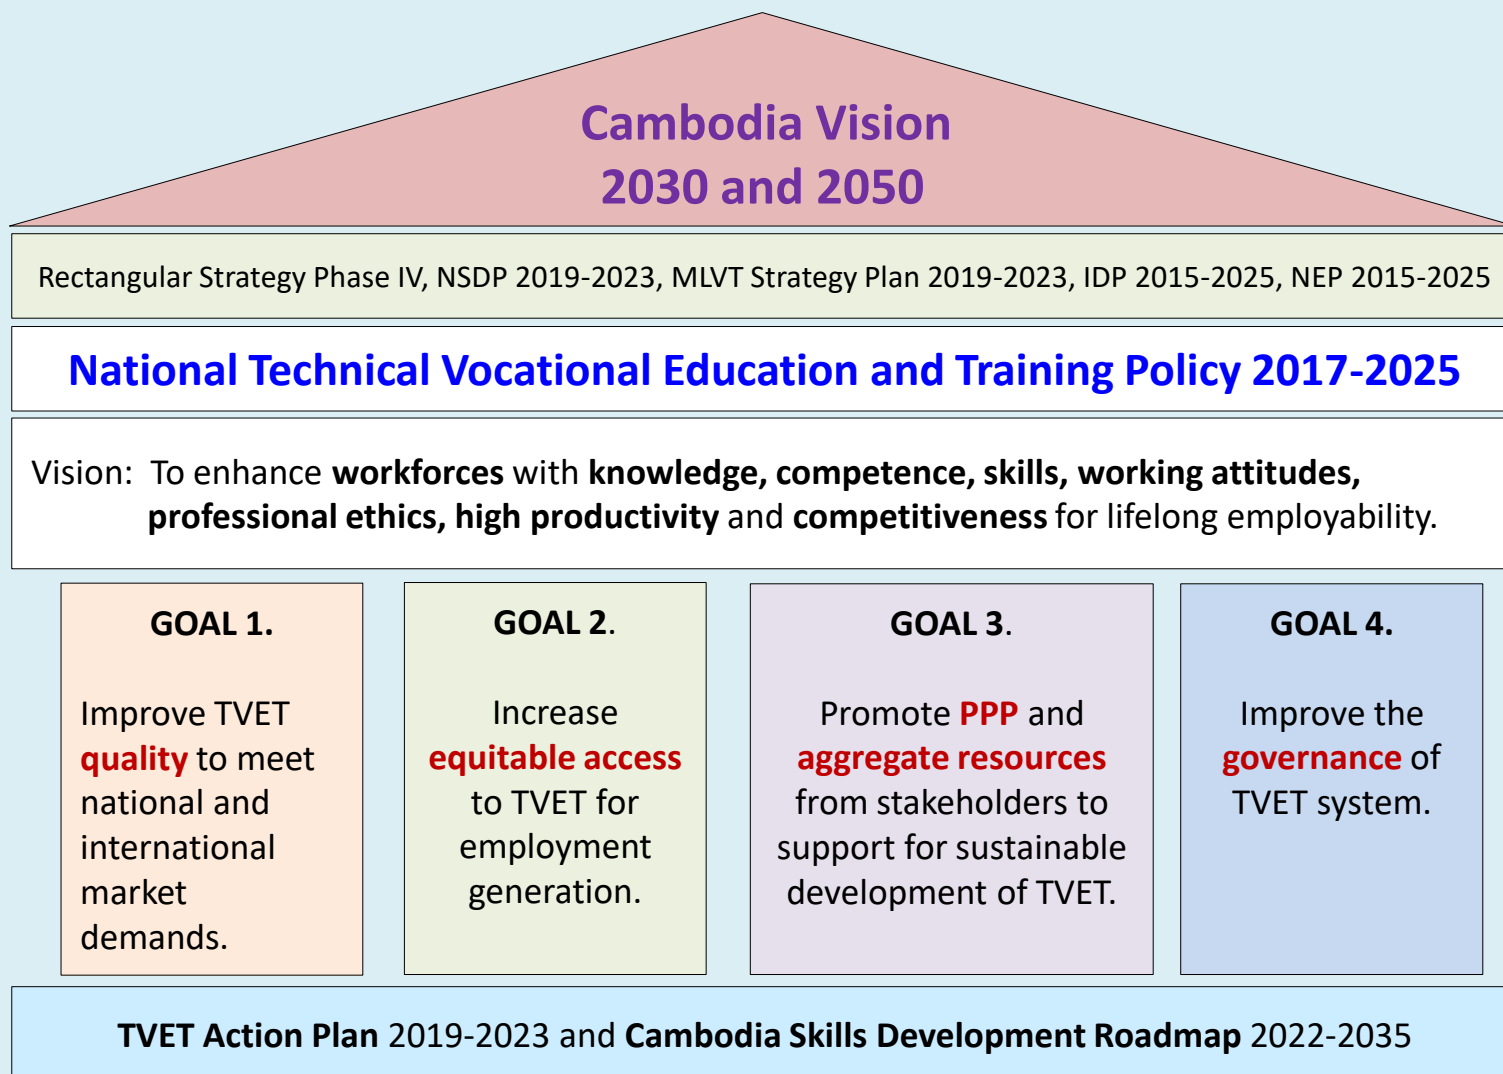 Cambodia Vision
2030 and 2050
Rectangular Strategy Phase IV, NSDP 2019-2023, MLVT Strategy Plan 2019-2023, IDP 2015-2025, NEP 2015-2025
National Technical Vocational Education and Training Policy 2017-2025
Vision: To enhance workforces with knowledge, competence, skills, working attitudes,
professional ethics, high productivity and competitiveness for lifelong employability.
GOAL 1.
Improve TVET
quality to meet
national and
international
market
demands.
GOAL 2.
Increase
equitable access
to TVET for
employment
generation.
GOAL 3.
Promote PPP and
aggregate resources
from stakeholders to
support for sustainable
development of TVET.
GOAL 4.
Improve the
governance of
TVET system.
TVET Action Plan 2019-2023 and Cambodia Skills Development Roadmap 2022-2035